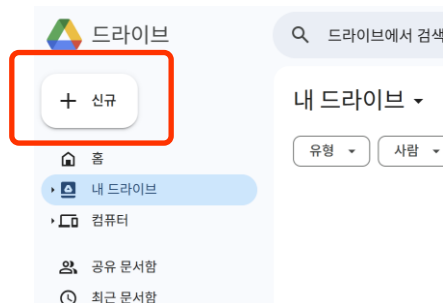 드라이브
드라이브에서 검색
신규
내 드라이브
유형
사람
홈
내 드라이브
컴퓨터
공유 문서함
최근 문서함